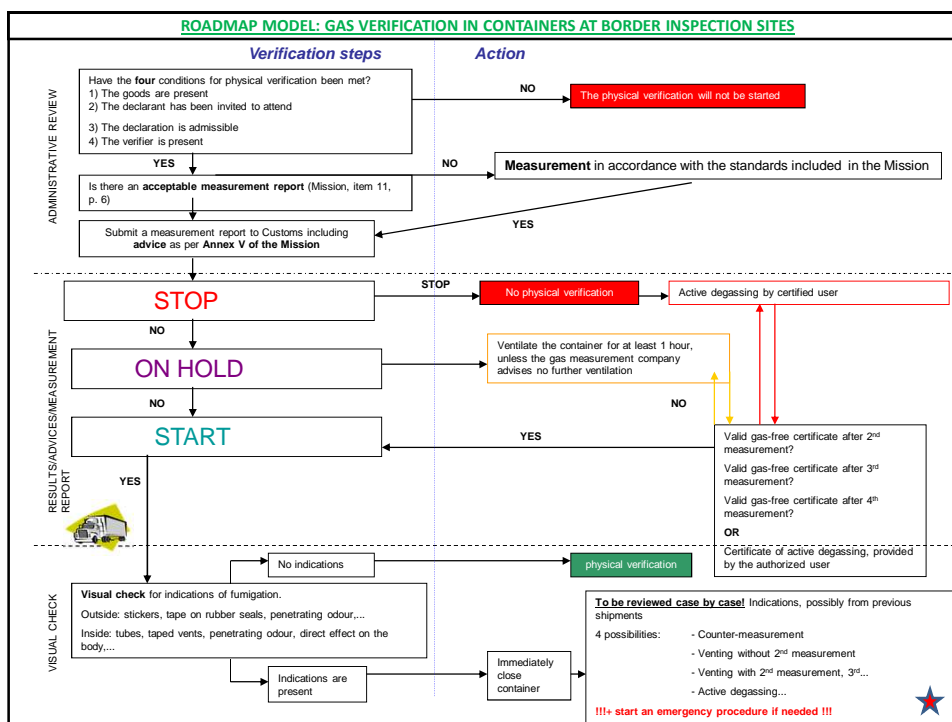 ROADMAP MODEL: GAS VERIFICATION IN CONTAINERS AT BORDER INSPECTION SITES
Verification steps
Action
ADMINISTRATIVE REVIEW
Have the four conditions for physical verification been met?
1) The goods are present
2) The declarant has been invited to attend
3) The declaration is admissible
4) The verifier is present
NO
The physical verification will not be started
YES
NO
Measurement in accordance with the standards included in the Mission
Is there an acceptable measurement report (Mission, item 11,
p. 6)
YES
Submit a measurement report to Customs including
advice as per Annex V of the Mission
RESULTS/ADVICES/MEASUREMENT
REPORT
STOP
STOP
No physical verification
Active degassing by certified user
NO
ON HOLD
Ventilate the container for at least 1 hour,
unless the gas measurement company
advises no further ventilation
NO
NO
START
YES
Valid gas-free certificate after 2nd
measurement?
Valid gas-free certificate after 3rd
measurement?
Valid gas-free certificate after 4th
measurement?
OR
Certificate of active degassing, provided
by the authorized user
YES
VISUAL CHECK
No indications
physical verification
Visual check for indications of fumigation.
Outside: stickers, tape on rubber seals, penetrating odour,...
Inside: tubes, taped vents, penetrating odour, direct effect on the
body,...
Indications are
present
Immediately
close
container
To be reviewed case by case! Indications, possibly from previous
shipments
4 possibilities: - Counter-measurement
- Venting without 2nd measurement
- Venting with 2nd measurement, 3rd...
- Active degassing...
!!!+ start an emergency procedure if needed !!!